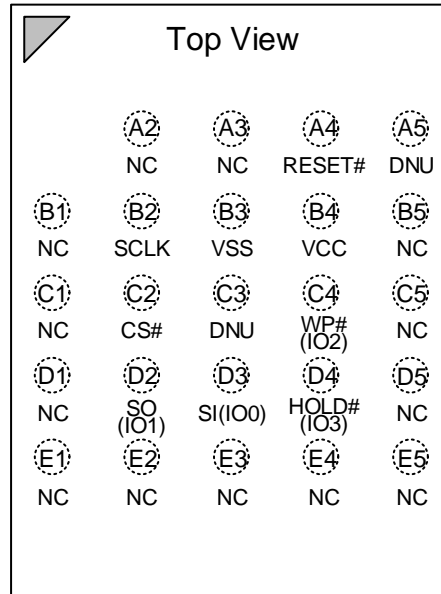 Top View
A2 A3 A4 A5
NC NC RESET# DNU
B1 B2 B3 B4 B5
NC SCLK VSS VCC NC
C1 C2 C3 C4 C5
NC CS# DNU WP# NC
(IO2)
D1 D2 D3 D4 D5
NC SO SI(IO0) HOLD# NC
(IO1) (IO3)
E1 E2 E3 E4 E5
NC NC NC NC NC